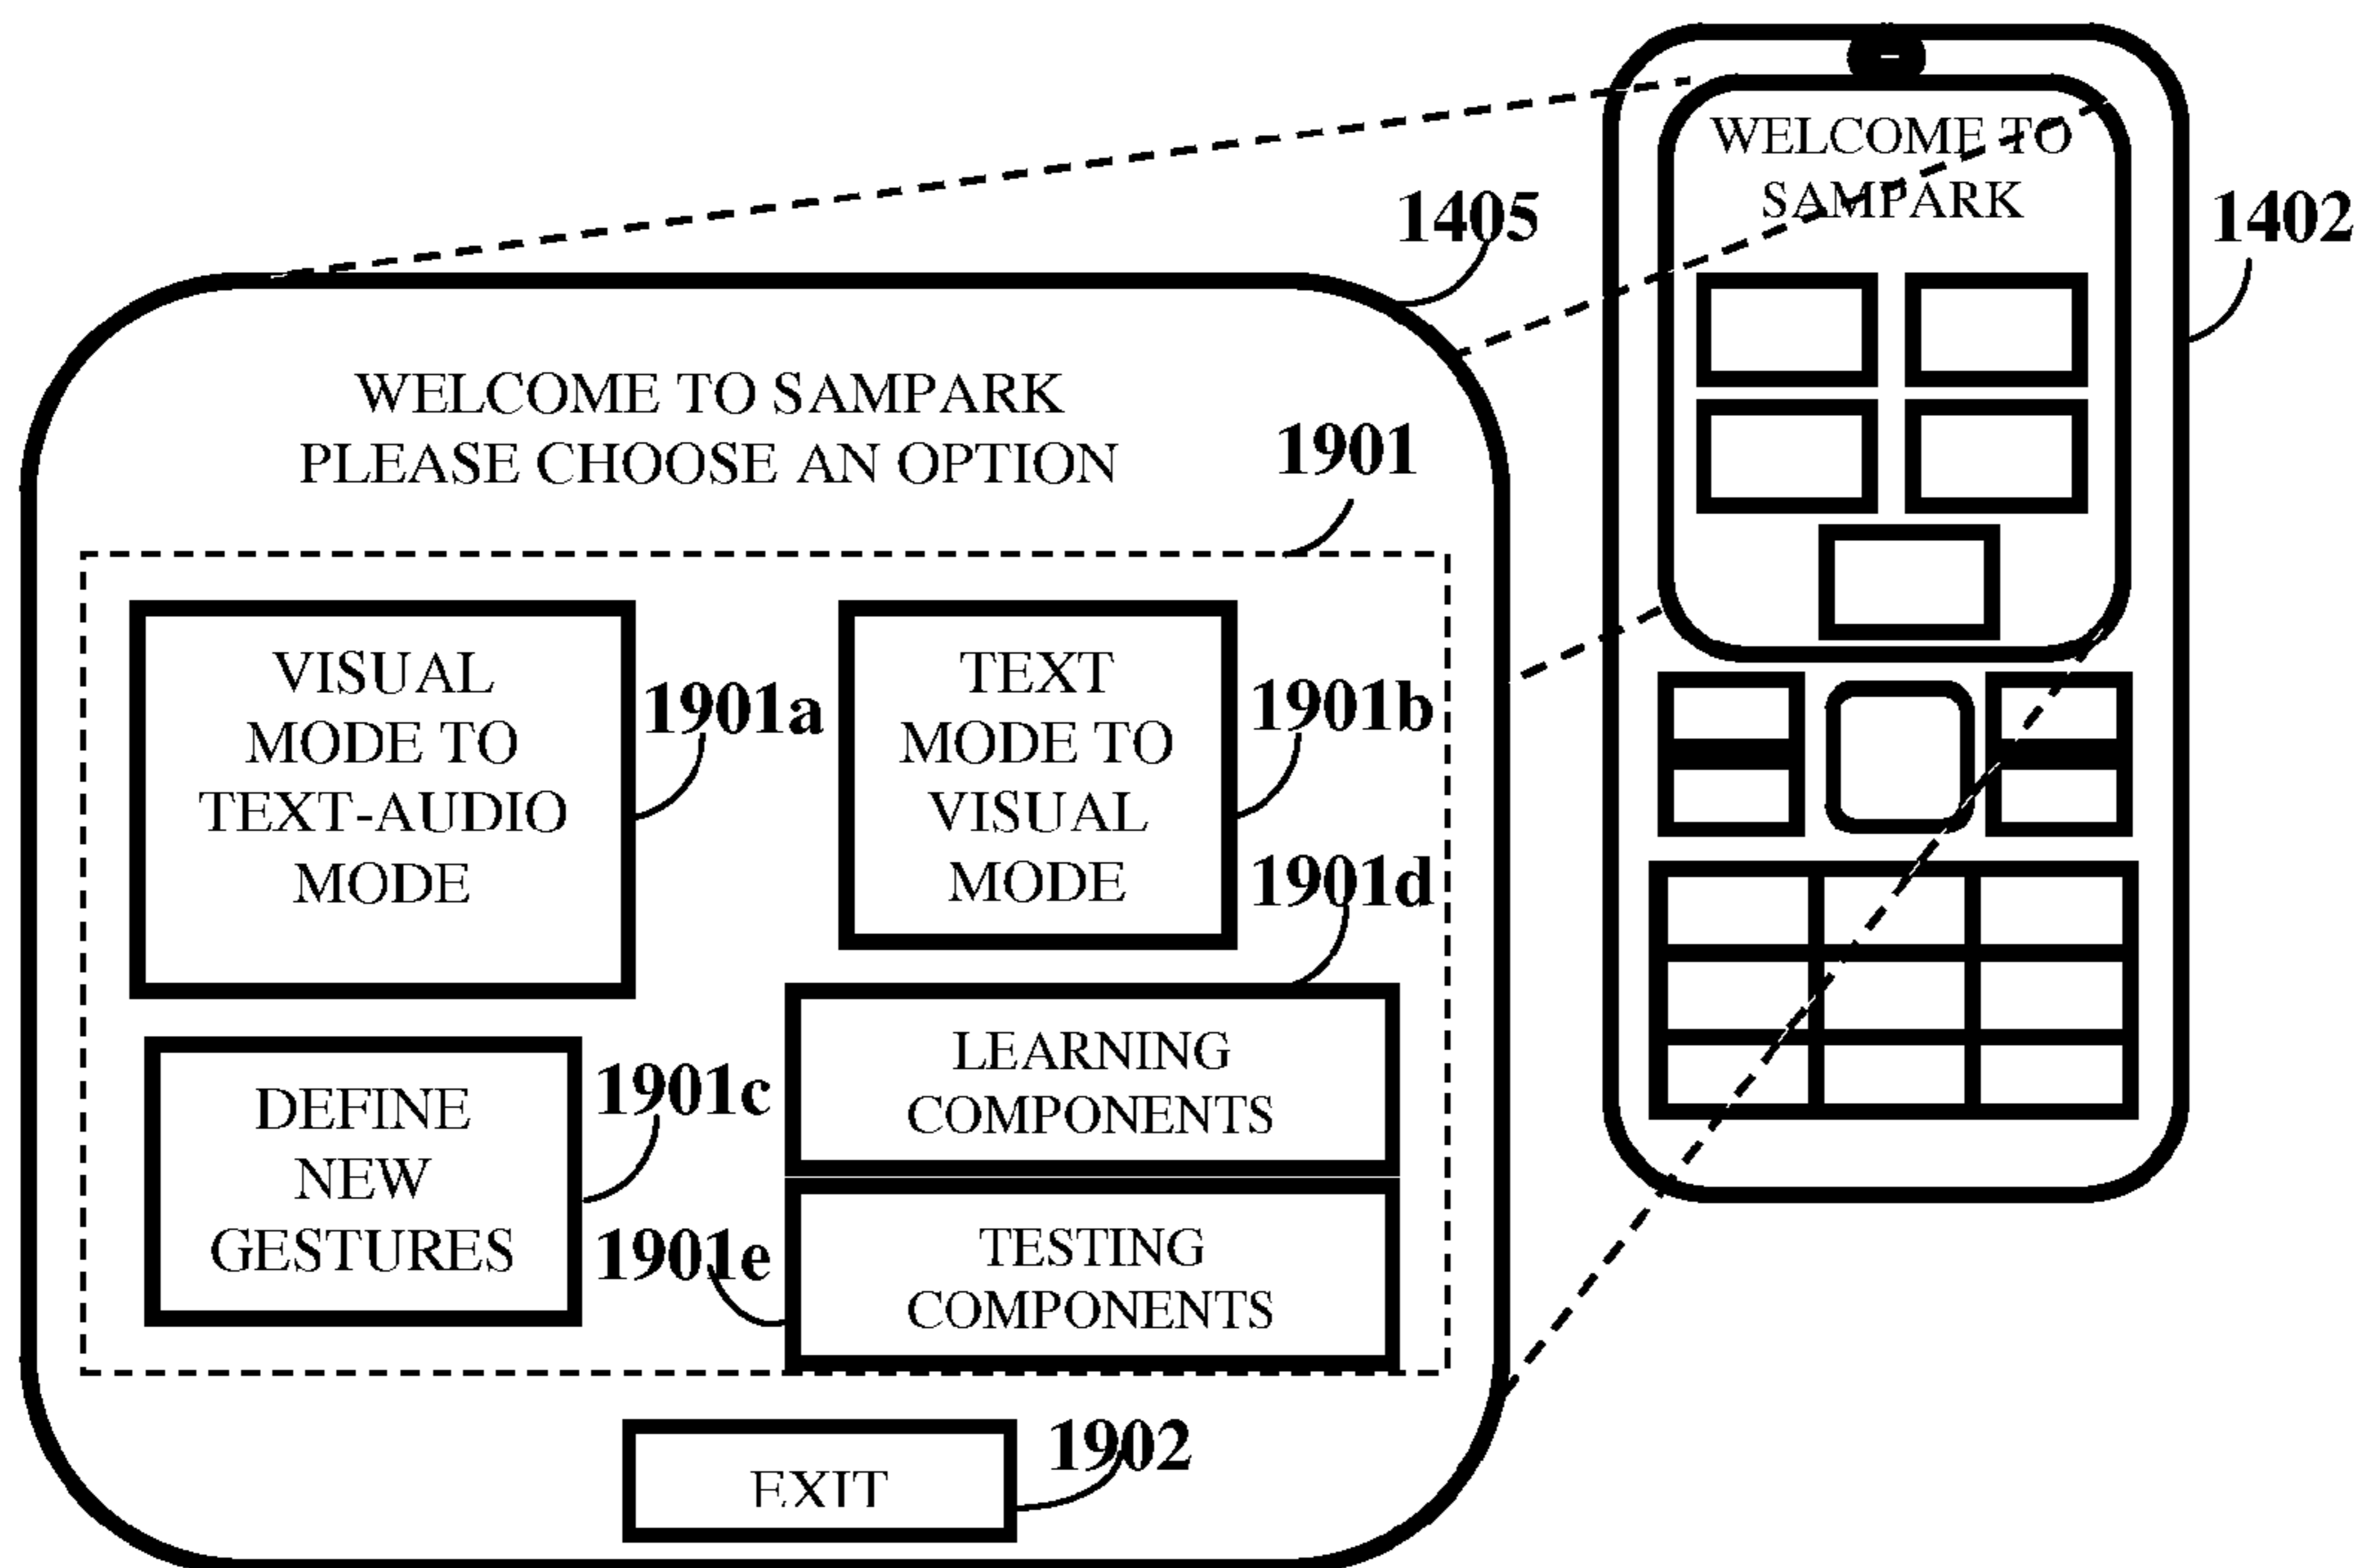 WELCOME TO
SAMPARK
1405
1402
WELCOME TO SAMPARK
PLEASE CHOOSE AN OPTION
1901
VISUAL
MODE TO
TEXT-AUDIO
MODE
1901a
TEXT
MODE TO
VISUAL
MODE
1901b
1901d
DEFINE
NEW
GESTURES
1901c
LEARNING
COMPONENTS
1901e
TESTING
COMPONENTS
EXIT
1902